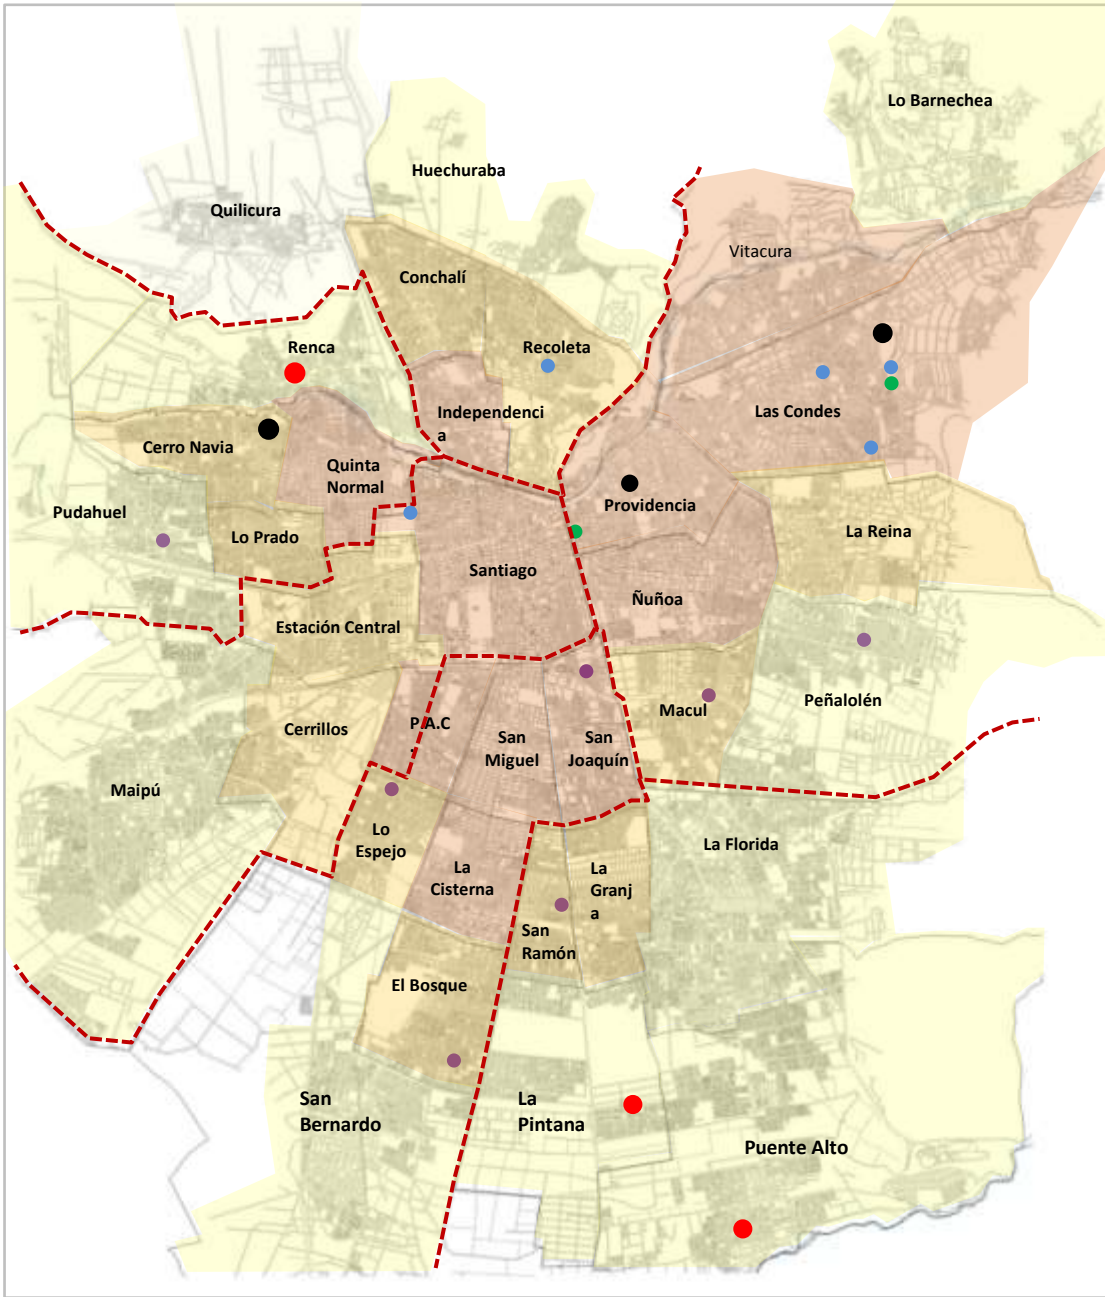 Lo Barnechea
Huechuraba
Quilicura
Vitacura
Conchalí
Renca
Recoleta
Independenci
a
Las Condes
Cerro Navia
Quinta
Normal
Providencia
Pudahuel
La Reina
Lo Prado
Santiago
Ñuñoa
Estación Central
Peñalolén
Macul
Cerrillos
P.A.C
.
San
Miguel
San
Joaquín
Maipú
Lo
Espejo
La Florida
La
Cisterna
La
Granj
a
San
Ramón
El Bosque
San
Bernardo
La
Pintana
Puente Alto